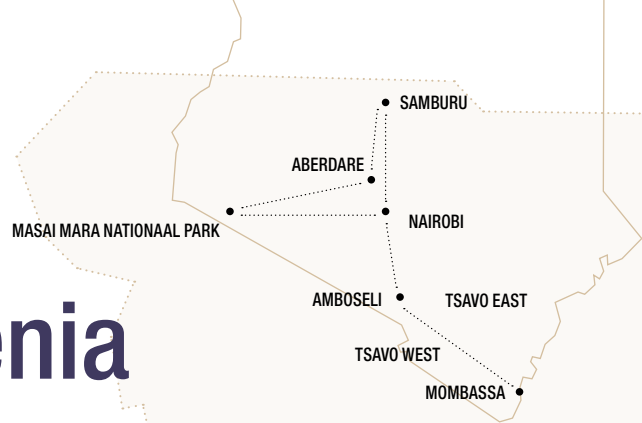 SAMBURU
ABERDARE
MASAI MARA NATIONAAL PARK
NAIROBI
AMBOSELI
TSAVO EAST
enia
TSAVO WEST
MOMBASSA